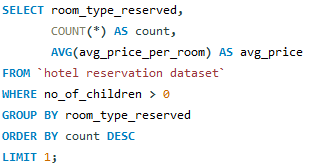 SELECT room_type_reserved,
COUNT(*) AS count,
AVG(avg_price_per_room) AS avg_price
FROM `hotel reservation dataset`
WHERE no_of_children > 0
GROUP BY room_type_reserved
ORDER BY count DESC
LIMIT 1;